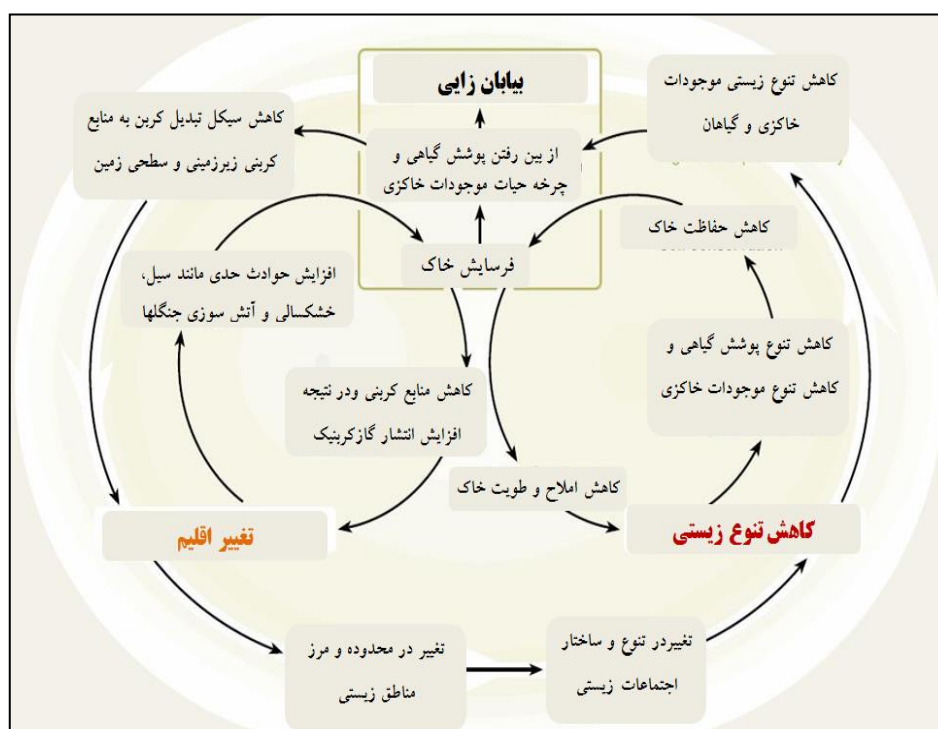 بیابان زایی
کاهش تنوع زیستی موجودات
خاکزی و گیاهان
کاهش سیکل تبدیل کربن به منابع
کربنی زیرزمینی و سطحی زمین
از بین رفتن پوشش گیاهی و
چرخه حیات موجودات خاکزی
کاهش حفاظت خاک
فرسایش خاک
افزایش حوادث حدی مانند سیل،
خشکسالی و آتش سوزی جنگلها
کاهش تنوع پوشش گیاهی و
کاهش تنوع موجودات خاکزی
کاهش منابع کربنی ودر نتیجه
افزایش انتشار گازکربنیک
کاهش املاح و طوبت خاک
کاهش تنوع زیستی
تغییر اقلیم
تغییردر تنوع و ساختار
اجتماعات زیستی
تغییر در محدوده و مرز
مناطق زیستی